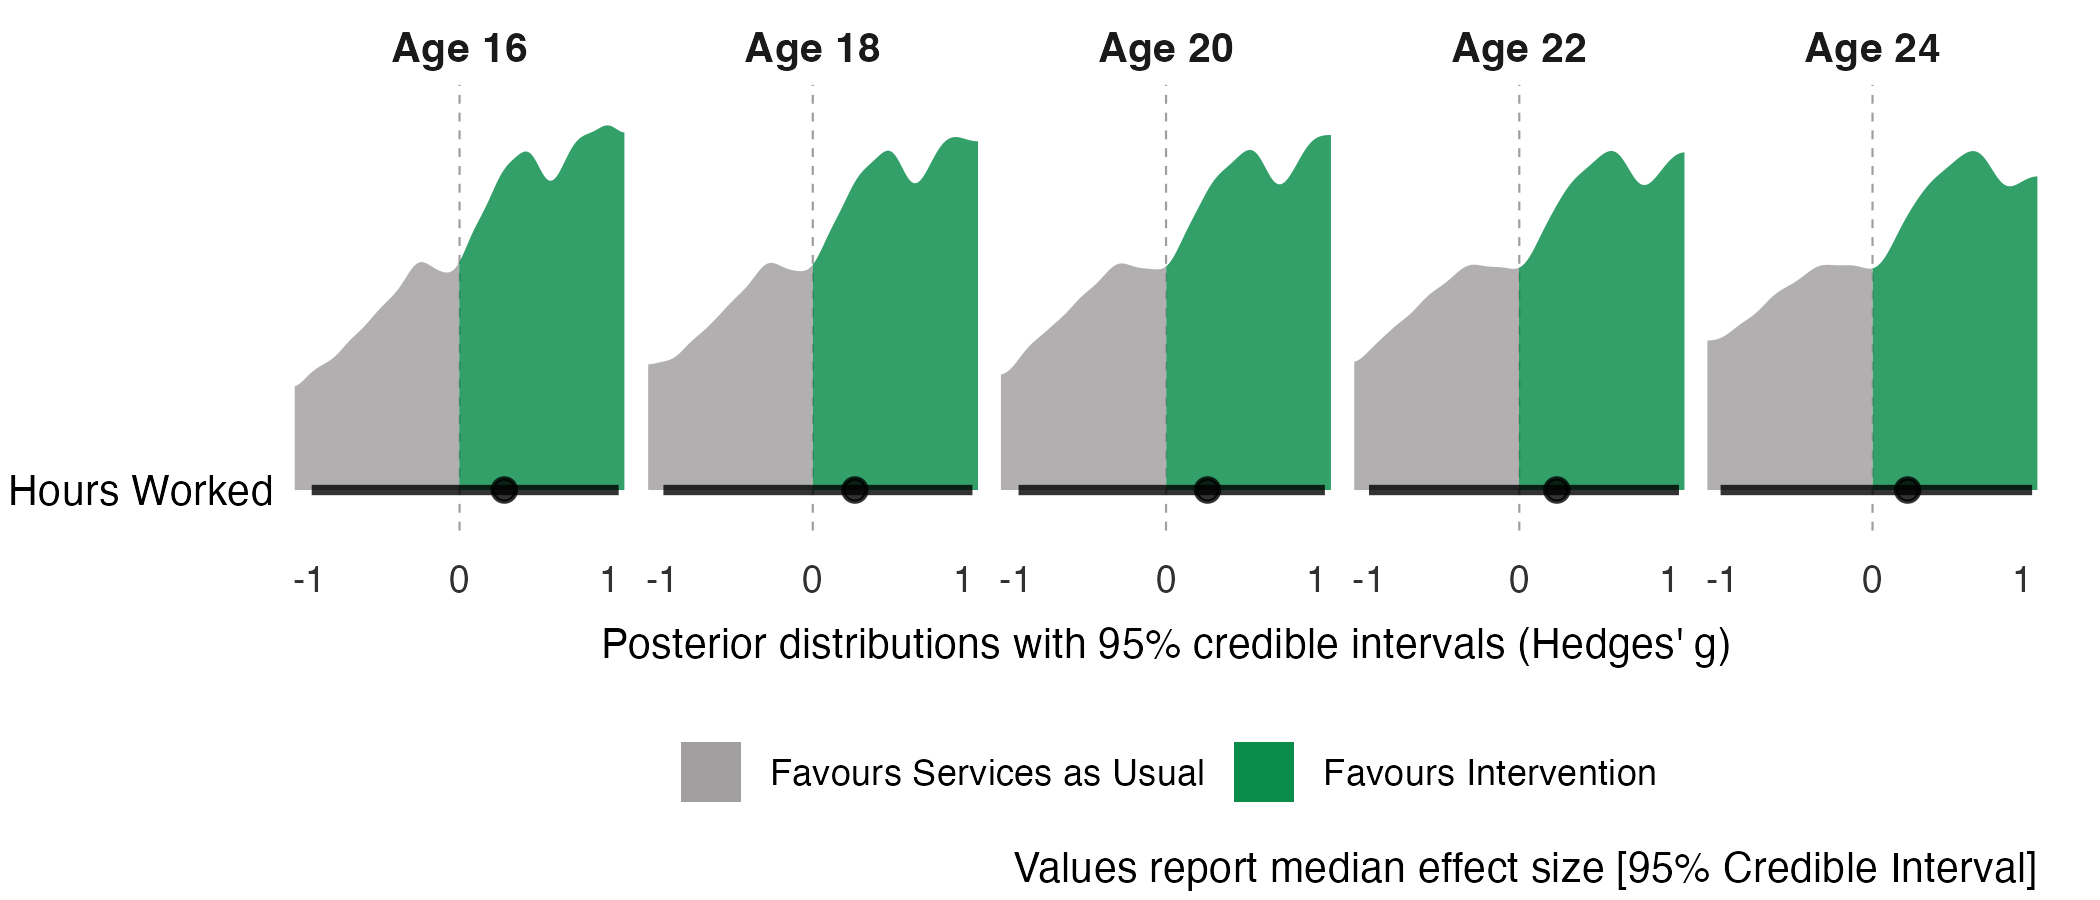 Age 16 Age 18 Age 20 Age 22 Age 24
Hours Worked
-1 0 1 -1 0 1 -1 0 1 -1 0 1 -1 0 1
Posterior distributions with 95% credible intervals (Hedges' g)
Favours Services as Usual Favours Intervention
Values report median effect size [95% Credible Interval]